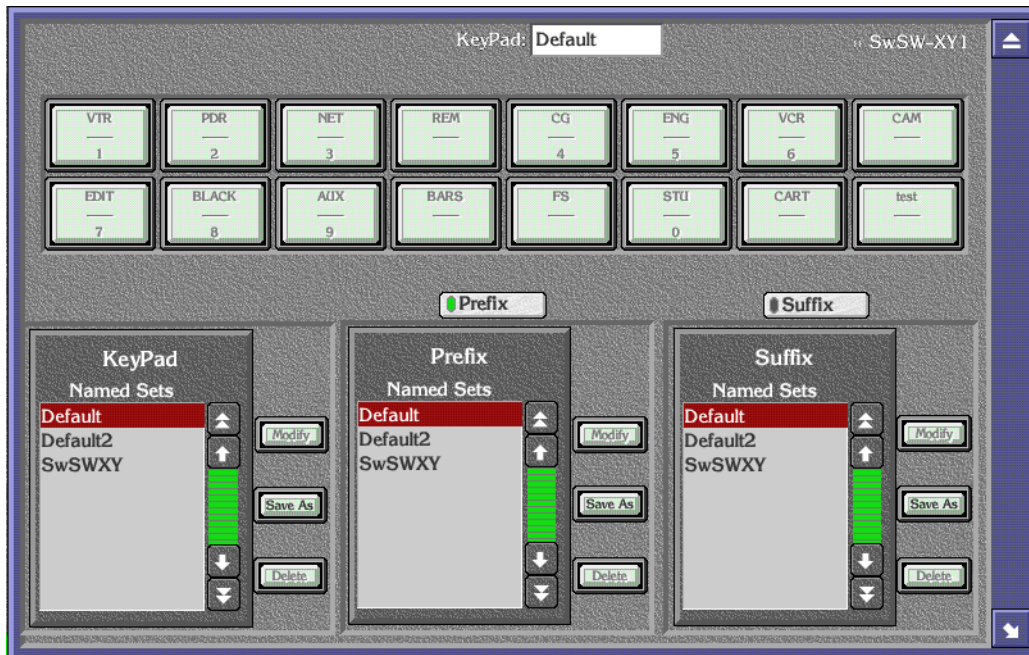 KeyPad: Default
:: SwSW-XY1
VTR PDR NET REM CG ENG VCR CAM
1 2 3 4 5 6
EDIT BLACK AUX BARS FS STU CART test
7 8 9 0
Prefix Suffix
KeyPad Prefix Suffix
Named Sets Named Sets Named Sets
Default Default Default
Default2 Default2 Default2
SwSWXY SwSWXY SwSWXY
Modify Modify Modify
Save As Save As Save As
Delete Delete Delete